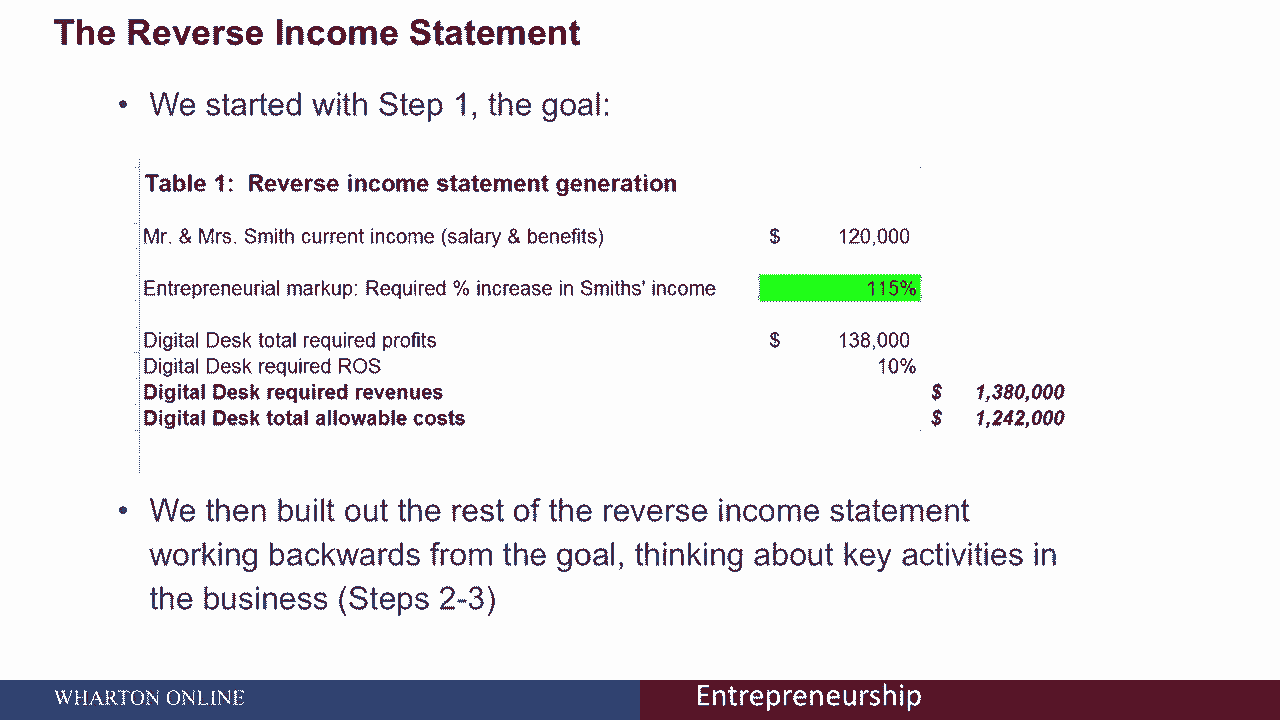 The Reverse Income Statement
• We started with Step 1, the goal:
Table 1: Reverse income statement generation
Mr. & Mrs. Smith current income (salary & benefits) $ 120,000
Entrepreneurial markup: Required % increase in Smiths' income 115%
Digital Desk total required profits $ 138,000
Digital Desk required ROS 10%
Digital Desk required revenues $ 1,380,000
Digital Desk total allowable costs $ 1,242,000
• We then built out the rest of the reverse income statement
working backwards from the goal, thinking about key activities in
the business (Steps 2-3)
WHARTON ONLINE Entrepreneurship